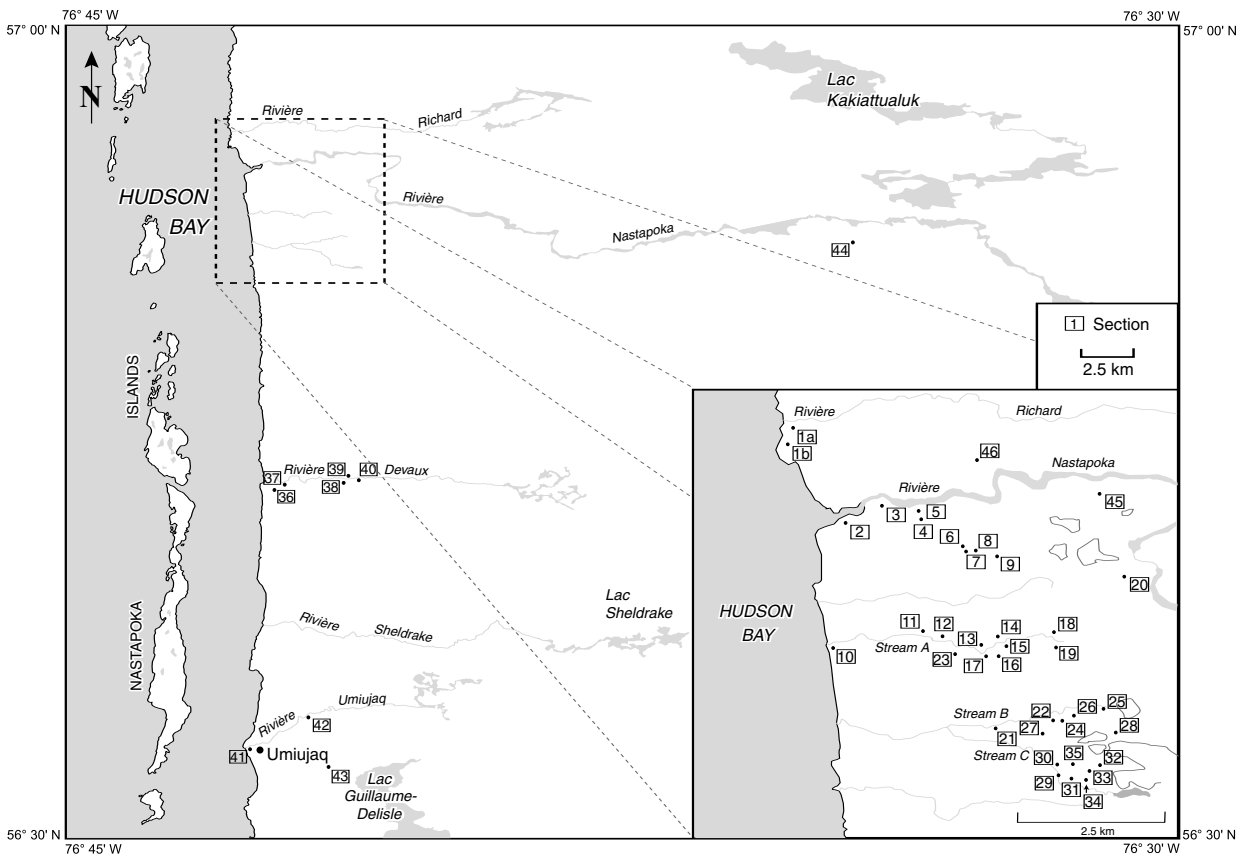 76° 45' W
76° 30' W
57° 00' N
57° 00' N
N
Lac
Kakiattualuk
Rivière
Richard
HUDSON
BAY
Rivière
Nastapoka
44
1 Section
2.5 km
ISLANDS
NASTAPOKA
37
Rivière
39
40
Devaux
36
38
Lac
Sheldrake
Rivière
Sheldrake
Umiujaq
Rivière
42
41
Umiujaq
43
Lac
Guillaume-
Delisle
Rivière
Richard
1a
1b
46
Nastapoka
Rivière
45
3
5
2
4
6
8
7
9
20
HUDSON
BAY
11
12
14
18
13
Stream A
15
10
23
17
16
19
25
26
Stream B
22
27
24
28
21
Stream C
35
30
32
29
31
33
34
2.5 km
56° 30' N
56° 30' N
76° 45' W
76° 30' W